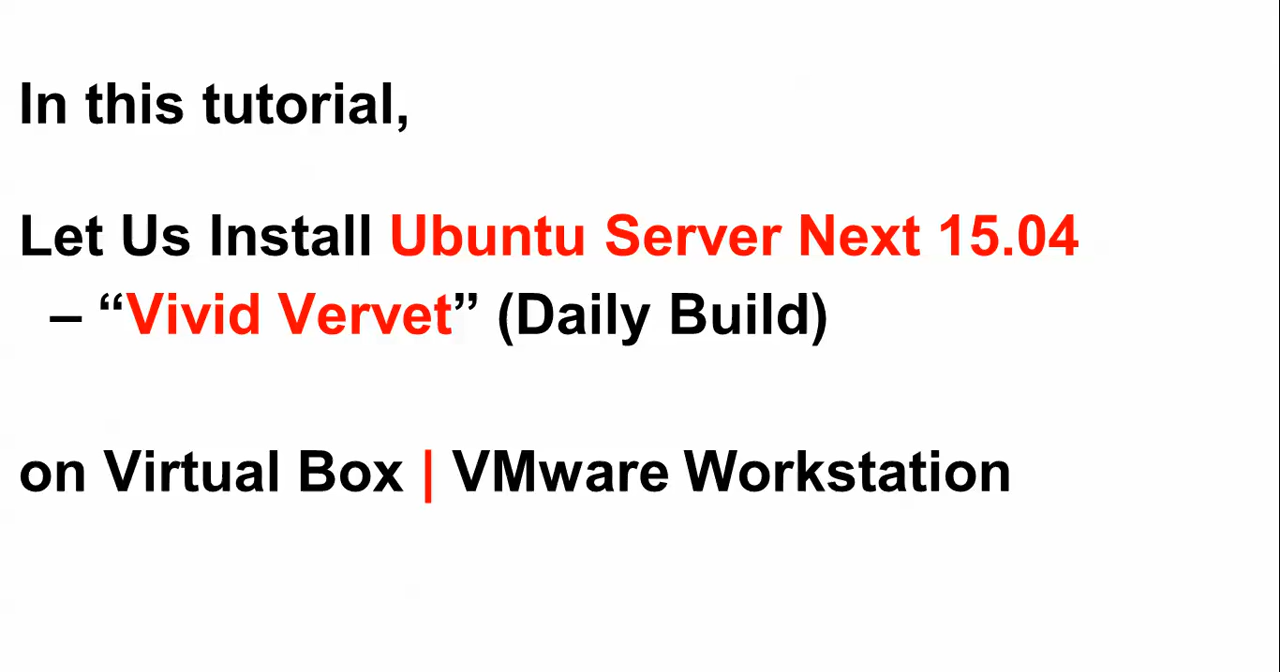 In this tutorial,
Let Us Install Ubuntu Server Next 15.04
– “Vivid Vervet” (Daily Build)
on Virtual Box | VMware Workstation